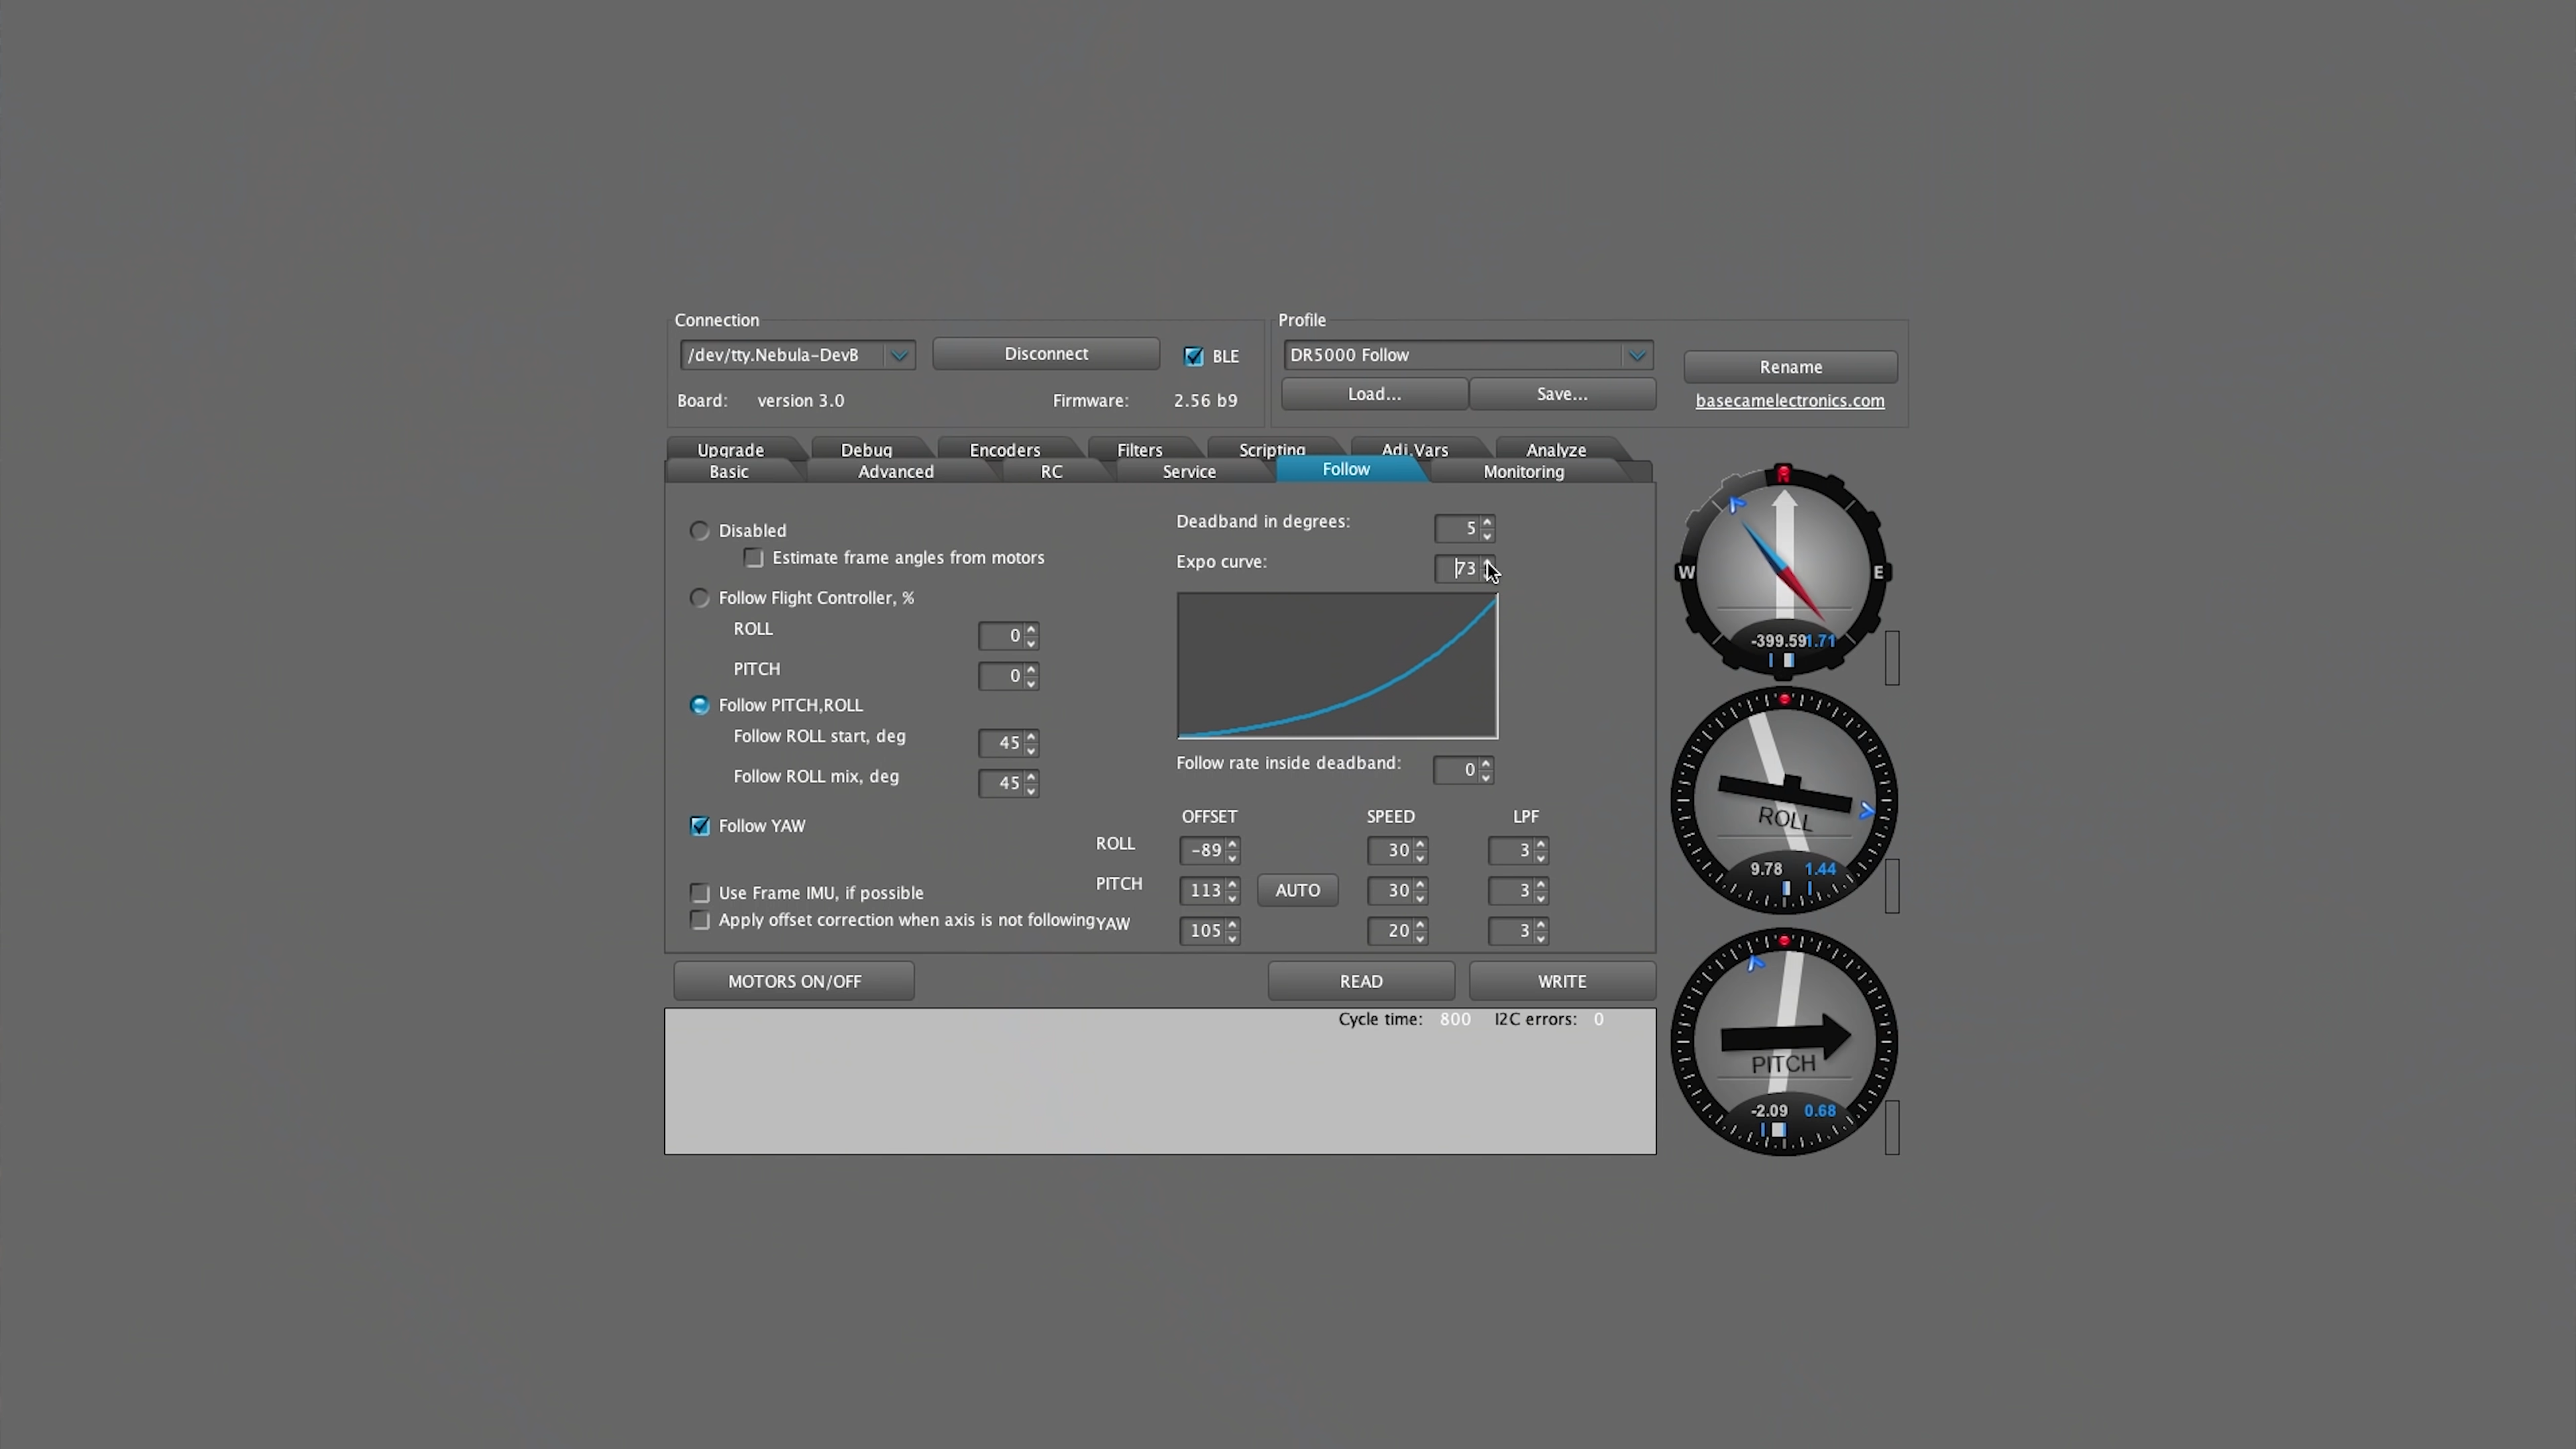 Connection
Profile
/dev/tty.Nebula-DevB
Disconnect
BLE
DR5000 Follow
Rename
Load...
Save...
Board:
version 3.0
Firmware:
2.56 b9
basecamelectronics.com
Upgrade
Debug
Encoders
Filters
Scripting
Adj.Vars
Analyze
Basic
Advanced
RC
Service
Follow
Monitoring
Disabled
Estimate frame angles from motors
Follow Flight Controller, %
ROLL
0
PITCH
0
Follow PITCH,ROLL
Follow ROLL start, deg
45
Follow ROLL mix, deg
45
Follow YAW
Use Frame IMU, if possible
Apply offset correction when axis is not following
Deadband in degrees:
5
Expo curve:
73
Follow rate inside deadband:
0
OFFSET
SPEED
LPF
ROLL
-89
30
3
PITCH
113
AUTO
30
3
YAW
105
20
3
MOTORS ON/OFF
READ
WRITE
Cycle time: 800
I2C errors: 0
W
E
-399.59
1.71
ROLL
9.78
1.44
PITCH
-2.09
0.68